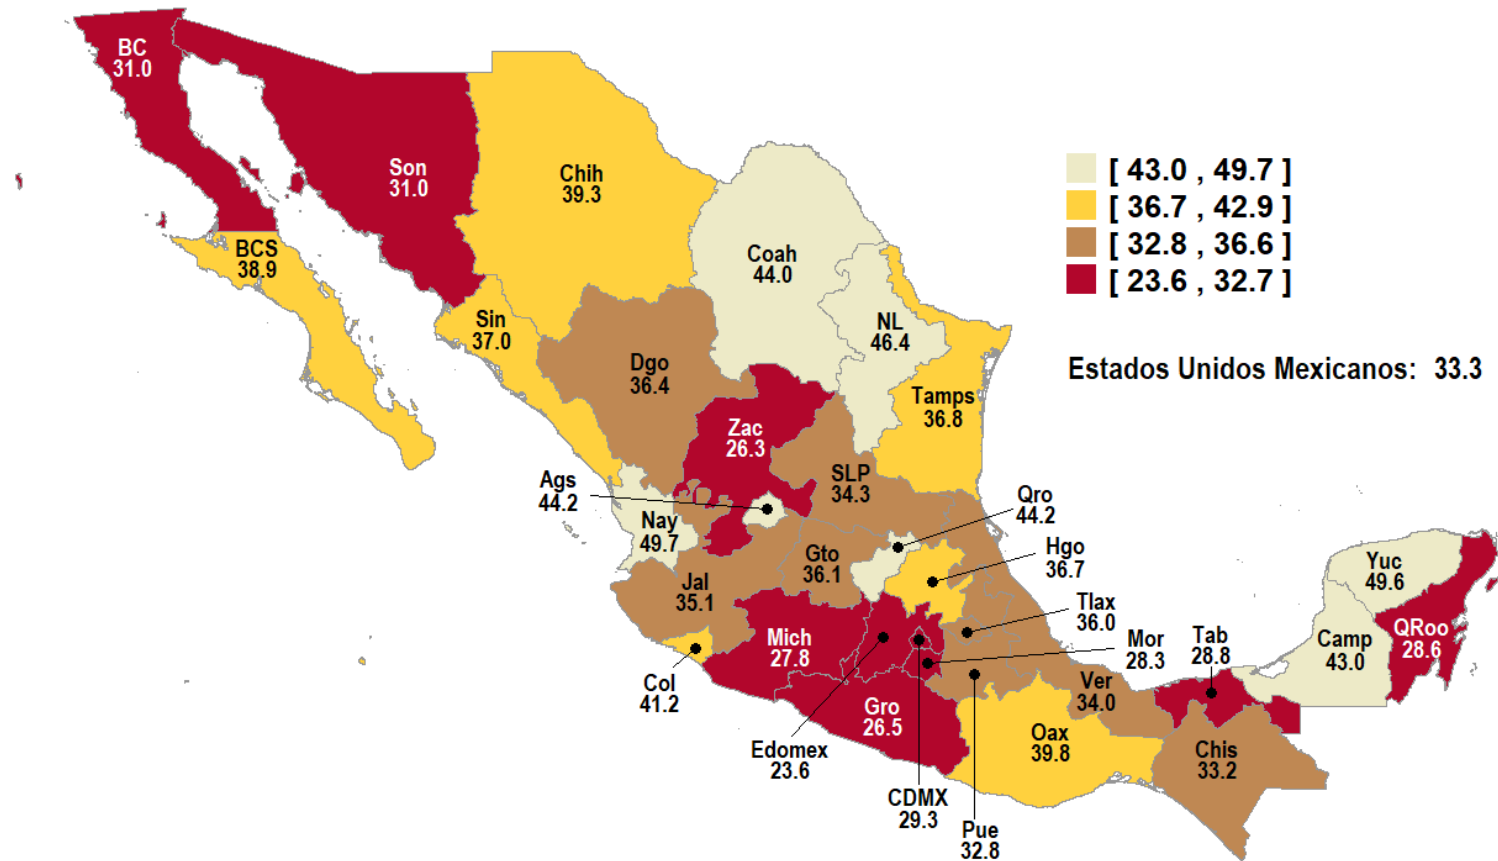 BC
31.0
Son
31.0
Chih
39.3
[ 43.0 , 49.7 ]
[ 36.7 , 42.9 ]
[ 32.8 , 36.6 ]
[ 23.6 , 32.7 ]
BCS
38.9
Coah
44.0
Sin
37.0
NL
46.4
Dgo
36.4
Estados Unidos Mexicanos: 33.3
Tamps
36.8
Zac
26.3
SLP
34.3
Ags
44.2
Qro
44.2
Nay
49.7
Gto
36.1
Hgo
36.7
Yuc
49.6
Jal
35.1
Tlax
36.0
Mich
27.8
Mor
28.3
Tab
28.8
Camp
43.0
QRoo
28.6
Col
41.2
Ver
34.0
Gro
26.5
Oax
39.8
Edomex
23.6
Chis
33.2
CDMX
29.3
Pue
32.8